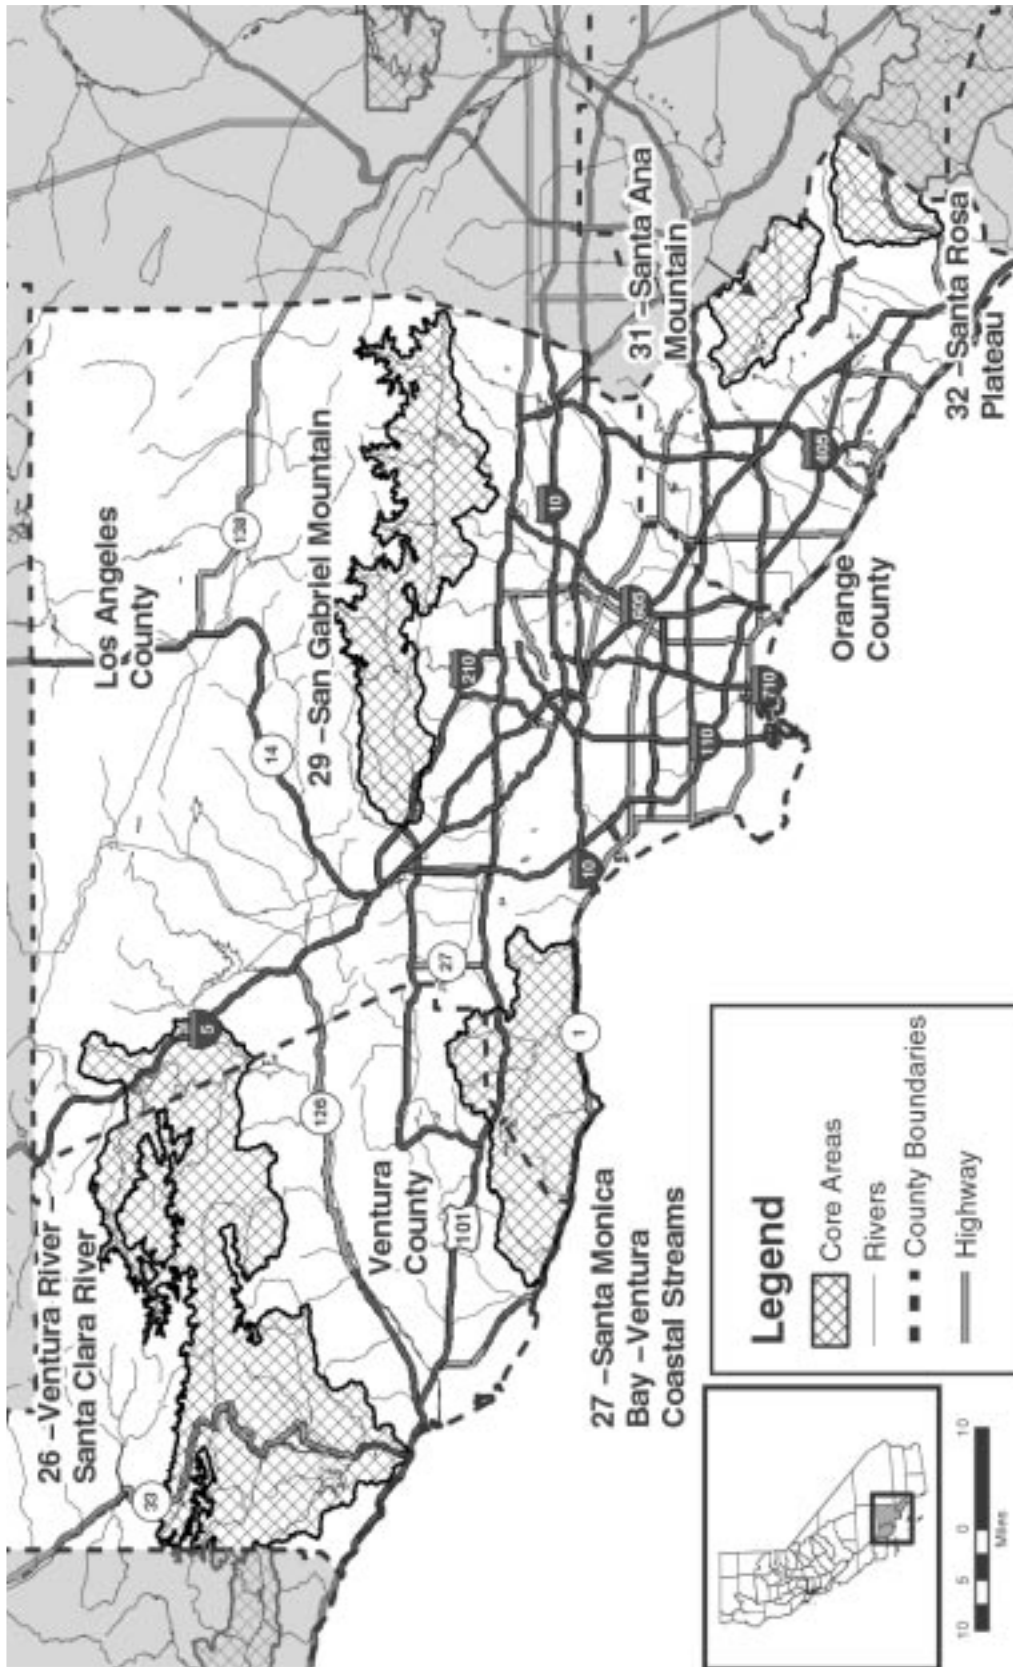 26 –Ventura River –
Santa Clara River
Los Angeles
County
138
14
33
5
29 –San Gabriel Mountain
126
210
27
Ventura
County
101
10
31 –Santa Ana
Mountain
10
605
1
110
710
405
27 –Santa Monica
Bay –Ventura
Coastal Streams
Orange
County
32 –Santa Rosa
Plateau
Legend
Core Areas
Rivers
County Boundaries
Highway
10 5 0 10
Miles